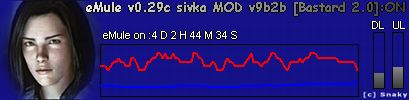 eMule v0.29c sivka MOD v9b2b [Bastard 2.0]:ON
DL UL
eMule on :4 D 2 H 44 M 34 S
(c) Snaky